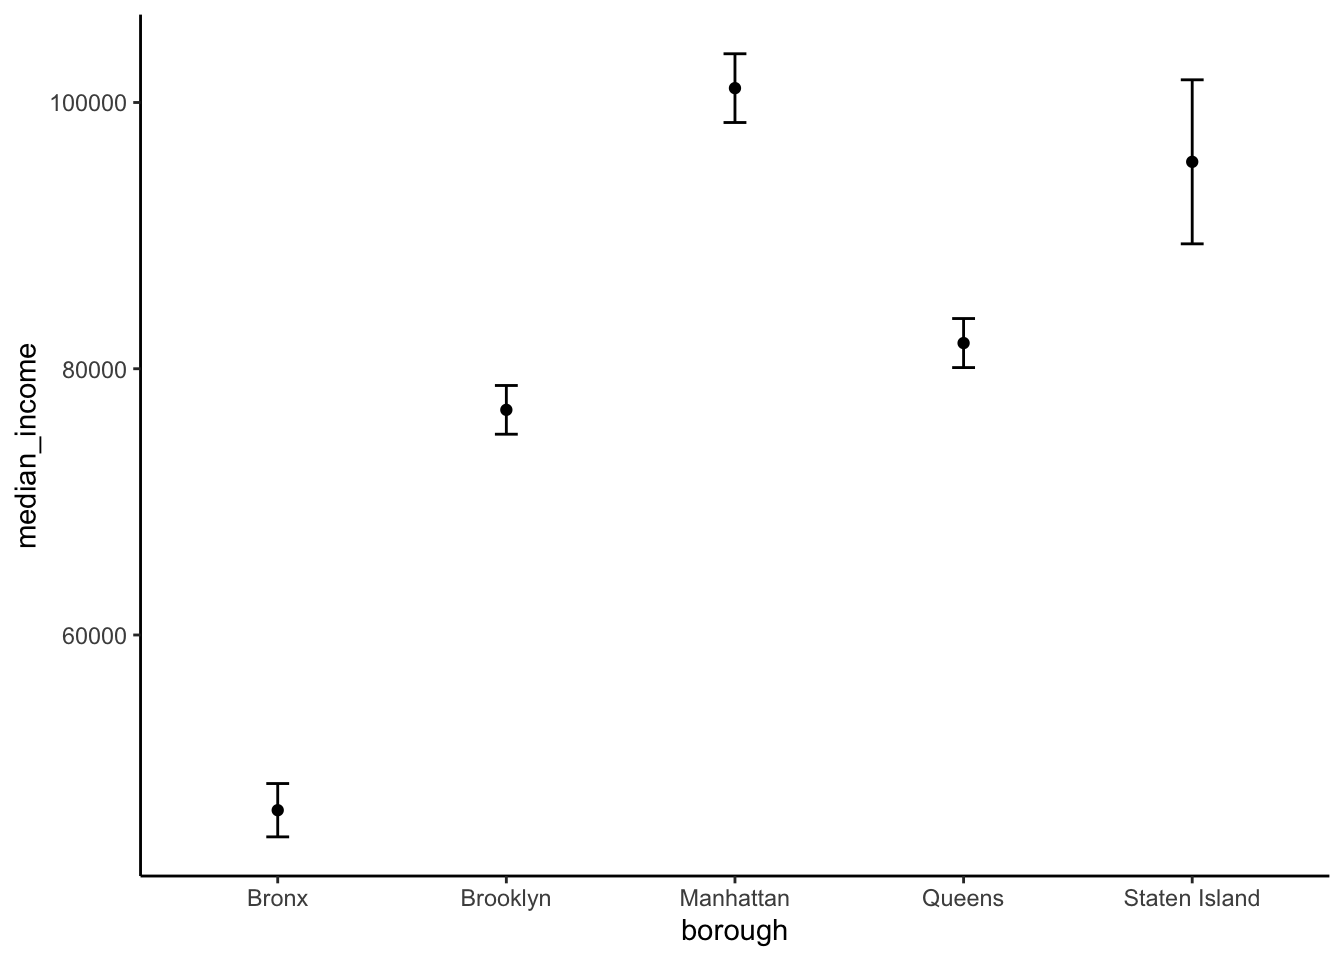 median_income
100000
80000
60000
Bronx Brooklyn Manhattan Queens Staten Island
borough